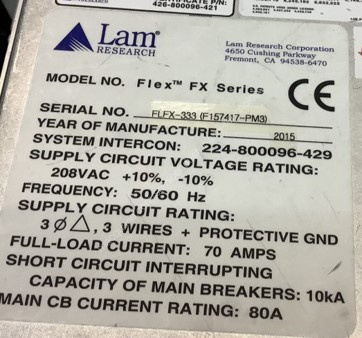 426-800096-421
Lam
RESEARCH
Lam Research Corporation
4650 Cushing Parkway
Fremont, CA 94538-6470
MODEL NO. Flex™ FX Series
CE
SERIAL NO. FLFX-333 (F157417-PM3)
YEAR OF MANUFACTURE: 2015
SYSTEM INTERCON: 224-800096-429
SUPPLY CIRCUIT VOLTAGE RATING:
208VAC +10%, -10%
FREQUENCY: 50/60 Hz
SUPPLY CIRCUIT RATING:
3 ∅ △, 3 WIRES + PROTECTIVE GND
FULL-LOAD CURRENT: 70 AMPS
SHORT CIRCUIT INTERRUPTING
CAPACITY OF MAIN BREAKERS: 10kA
MAIN CB CURRENT RATING: 80A